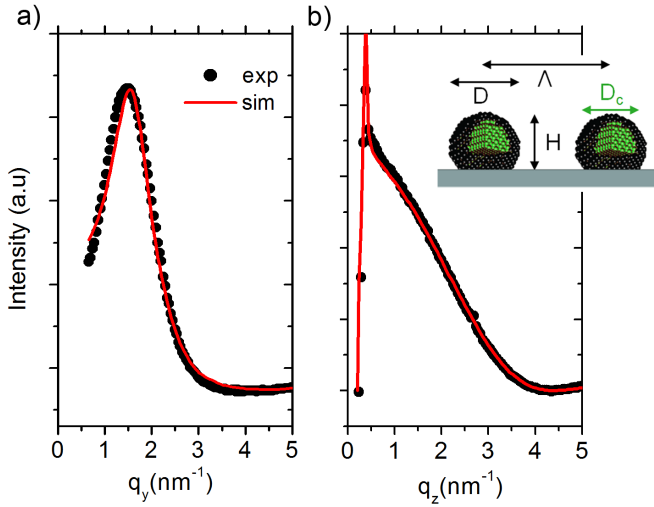 a)
exp
sim
Intensity (a.u)
0 1 2 3 4 5
q_y(nm⁻¹)
b)
Λ
D
D_c
H
0 1 2 3 4 5
q_z(nm⁻¹)